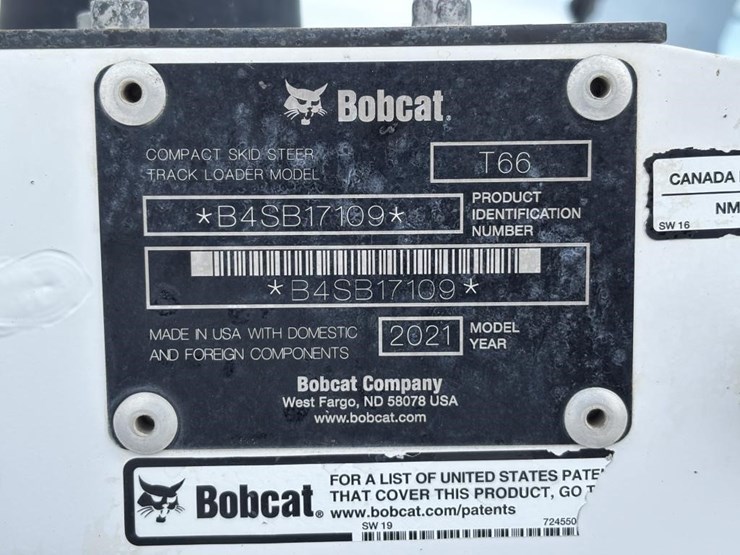 Bobcat.
COMPACT SKID STEER
TRACK LOADER MODEL
T66
*B4SB17109*
PRODUCT
IDENTIFICATION
NUMBER
*B4SB17109*
MADE IN USA WITH DOMESTIC
AND FOREIGN COMPONENTS
2021
MODEL
YEAR
Bobcat Company
West Fargo, ND 58078 USA
www.bobcat.com
CANADA
NM
SW 16
Bobcat.
FOR A LIST OF UNITED STATES PATE
THAT COVER THIS PRODUCT, GO T
www.bobcat.com/patents
SW 19
724550